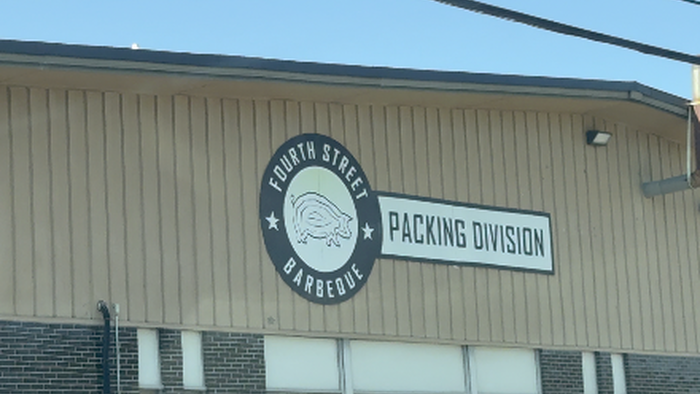 FOURTH STREET
BARBEQUE
PACKING DIVISION